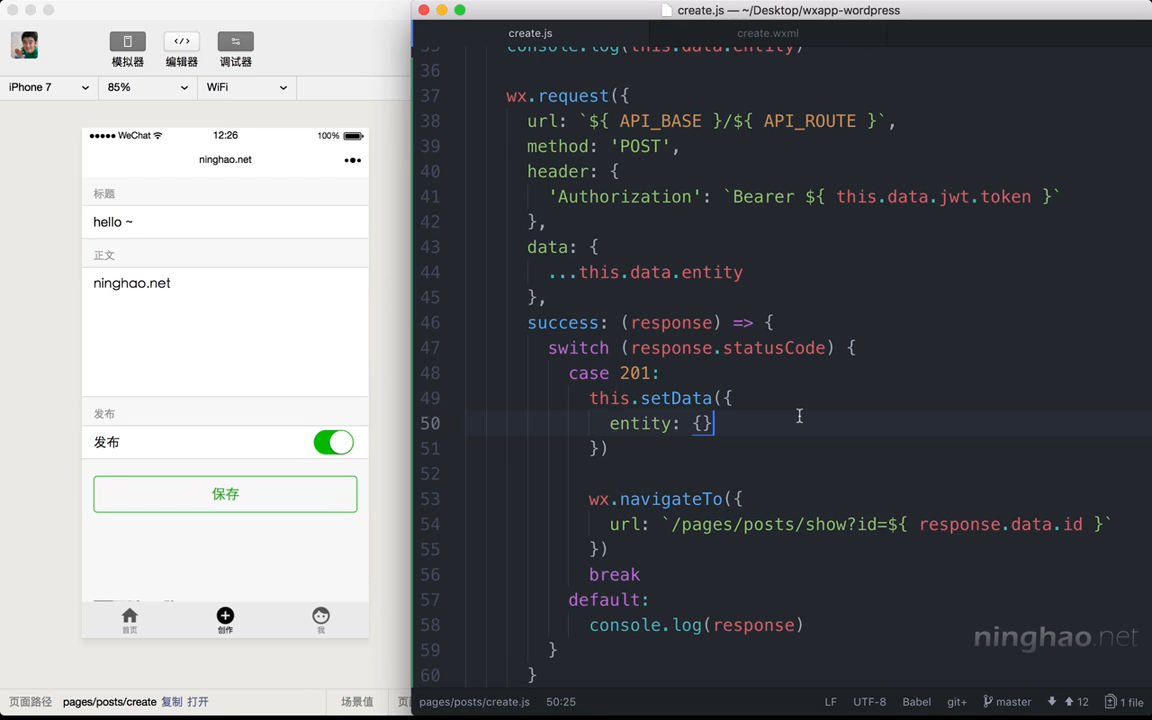 create.js — ~/Desktop/wxapp-wordpress
模拟器
编辑器
调试器
iPhone 7
85%
WiFi
WeChat
12:26
100%
ninghao.net
标题
hello ~
正文
ninghao.net
发布
发布
保存
首页
创作
我
页面路径 pages/posts/create 复制 打开
场景值
页
create.js
create.wxml
35 console.log(this.data.entity)
36
37 wx.request({
38 url: `${ API_BASE }/${ API_ROUTE }`,
39 method: 'POST',
40 header: {
41 'Authorization': `Bearer ${ this.data.jwt.token }`
42 },
43 data: {
44 ...this.data.entity
45 },
46 success: (response) => {
47 switch (response.statusCode) {
48 case 201:
49 this.setData({
50 entity: {}
51 })
52
53 wx.navigateTo({
54 url: `/pages/posts/show?id=${ response.data.id }`
55 })
56 break
57 default:
58 console.log(response)
59 }
60 }
ninghao.net
pages/posts/create.js 50:25
LF UTF-8 Babel git+ master 12 1 file